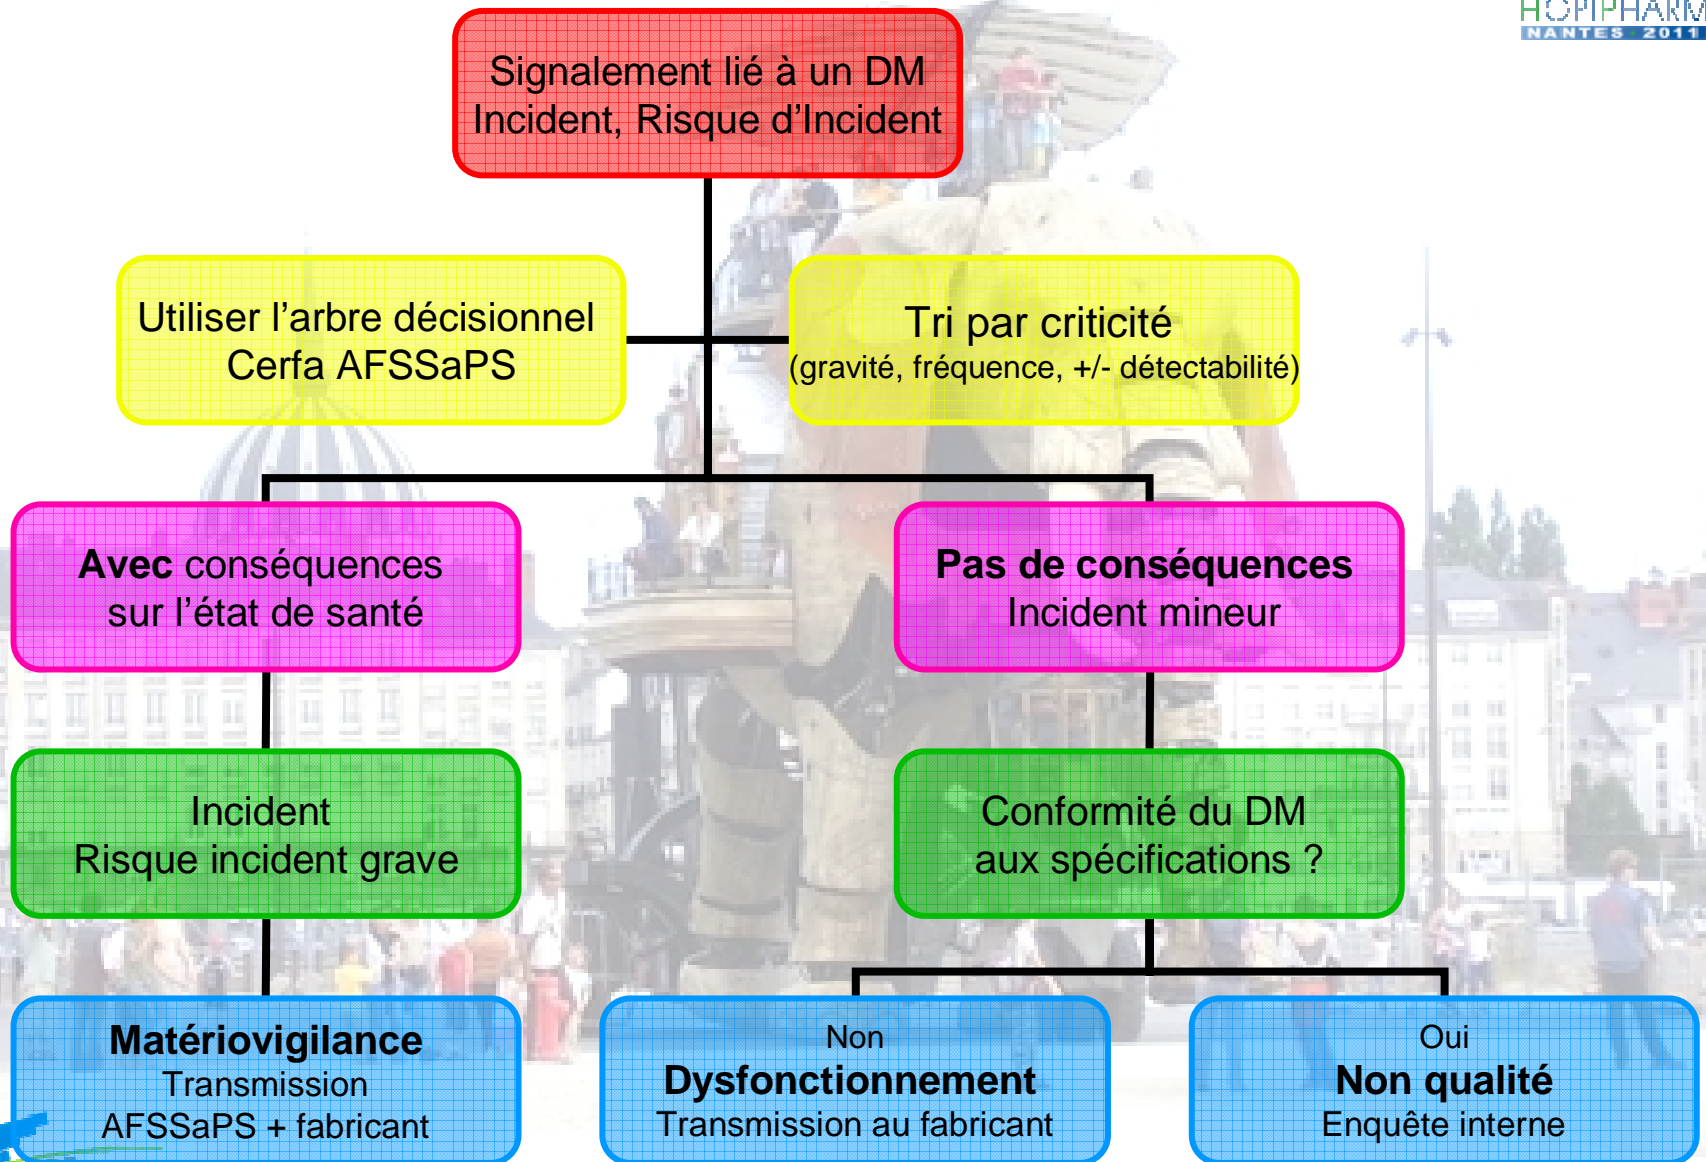 HOPIPHARM
NANTES 2011
Signalement lié à un DM
Incident, Risque d'Incident
Utiliser l'arbre décisionnel
Cerfa AFSSaPS
Tri par criticité
(gravité, fréquence, +/- détectabilité)
Avec conséquences
sur l'état de santé
Pas de conséquences
Incident mineur
Incident
Risque incident grave
Conformité du DM
aux spécifications ?
Matériovigilance
Transmission
AFSSaPS + fabricant
Non
Dysfonctionnement
Transmission au fabricant
Oui
Non qualité
Enquête interne